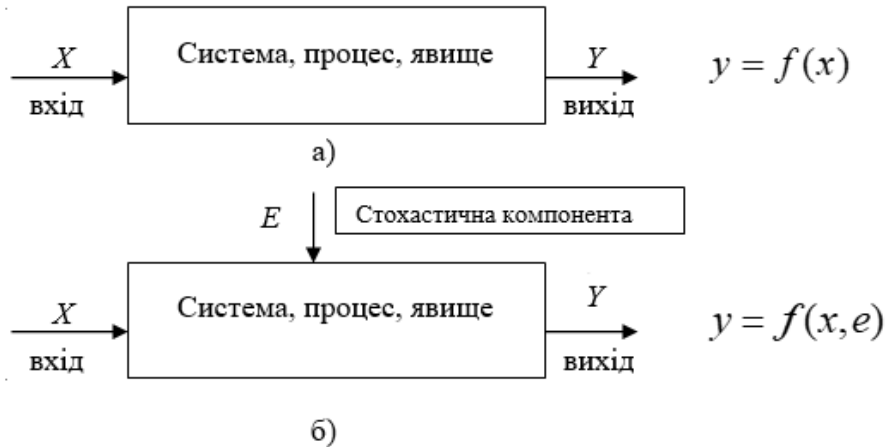 X
Система, процес, явище
Y
y = f(x)
вхід
вихід
а)
E
Стохастична компонента
X
Система, процес, явище
Y
y = f(x,e)
вхід
вихід
б)